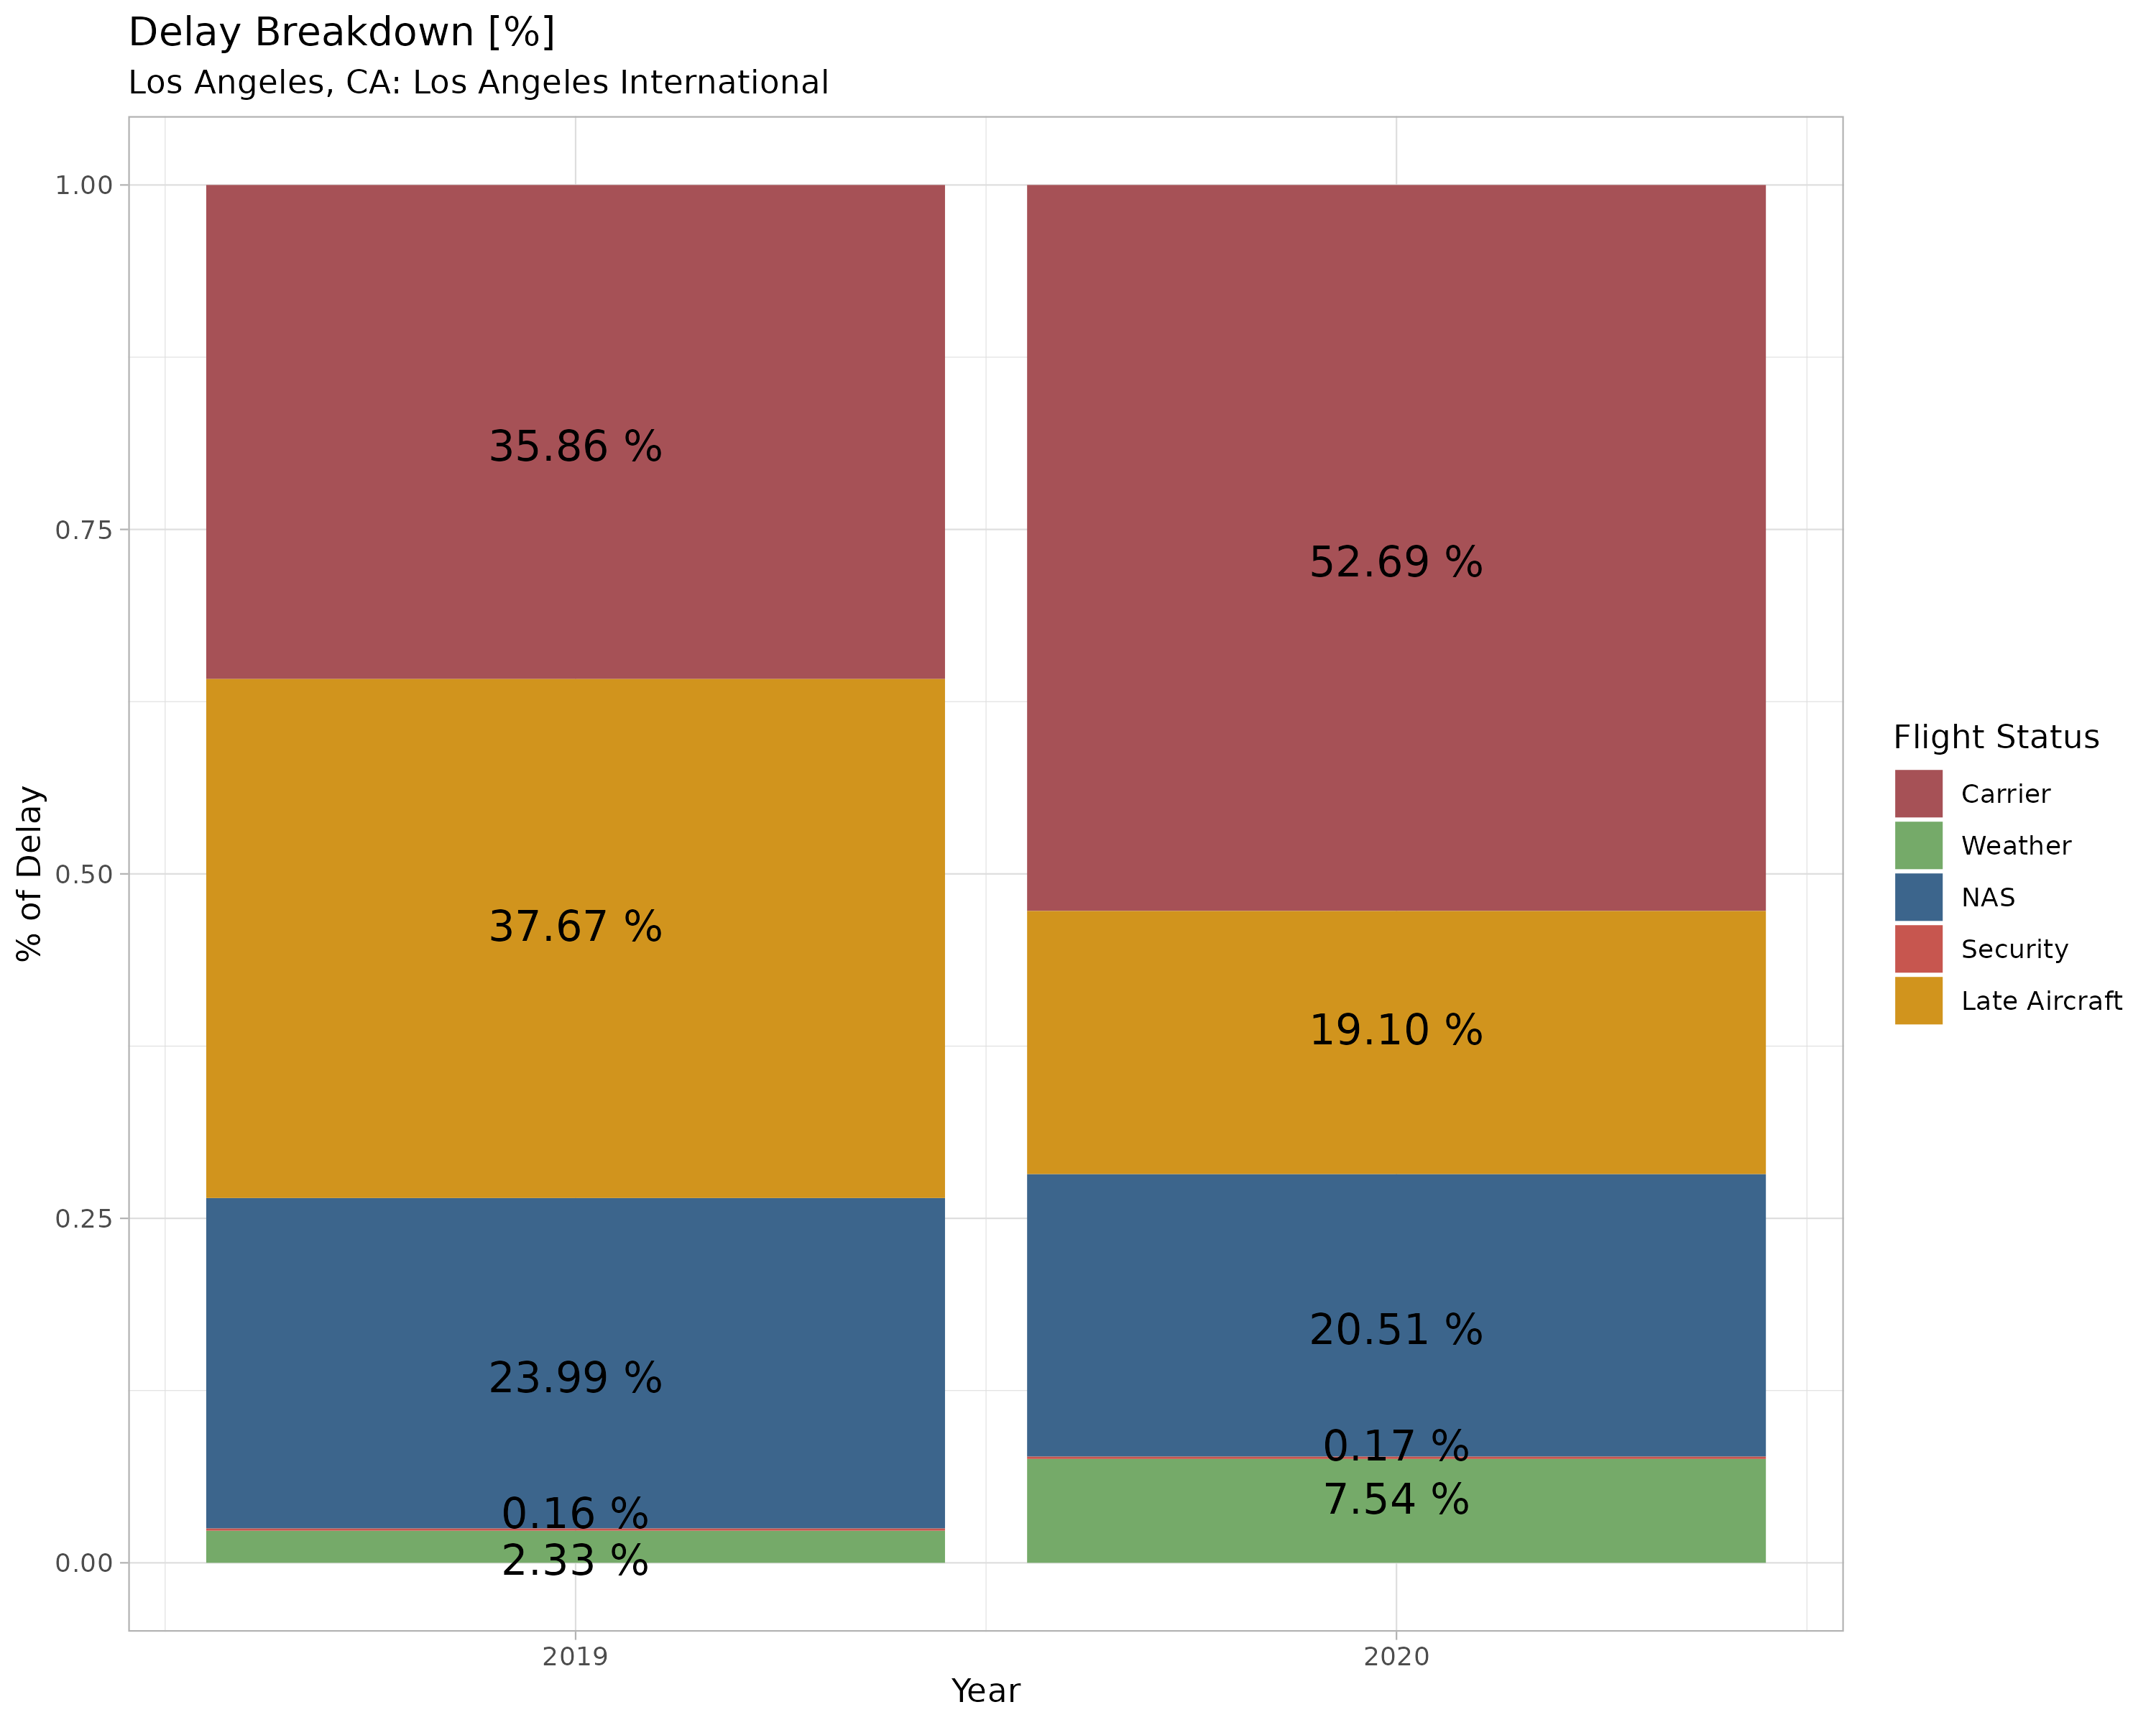 Delay Breakdown [%]
Los Angeles, CA: Los Angeles International
% of Delay
1.00
0.75
0.50
0.25
0.00
35.86 %
37.67 %
23.99 %
0.16 %
2.33 %
52.69 %
19.10 %
20.51 %
0.17 %
7.54 %
2019
2020
Year
Flight Status
Carrier
Weather
NAS
Security
Late Aircraft